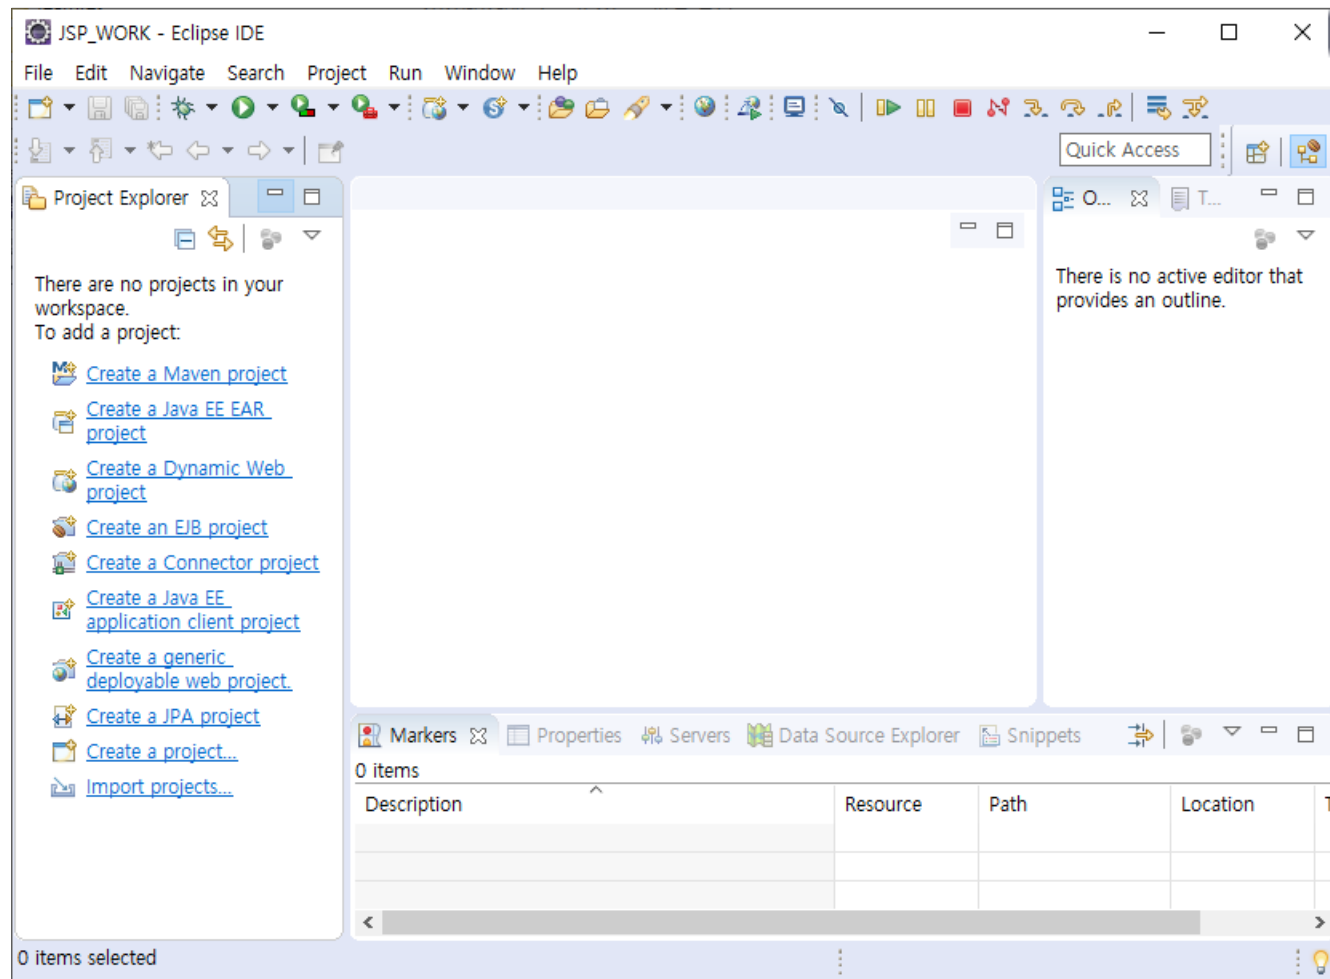 JSP_WORK - Eclipse IDE
File Edit Navigate Search Project Run Window Help
Quick Access
Project Explorer
O...
T...
There are no projects in your
workspace.
To add a project:
Create a Maven project
Create a Java EE EAR
project
Create a Dynamic Web
project
Create an EJB project
Create a Connector project
Create a Java EE
application client project
Create a generic
deployable web project.
Create a JPA project
Create a project...
Import projects...
There is no active editor that
provides an outline.
Markers Properties Servers Data Source Explorer Snippets
0 items
Description Resource Path Location
0 items selected